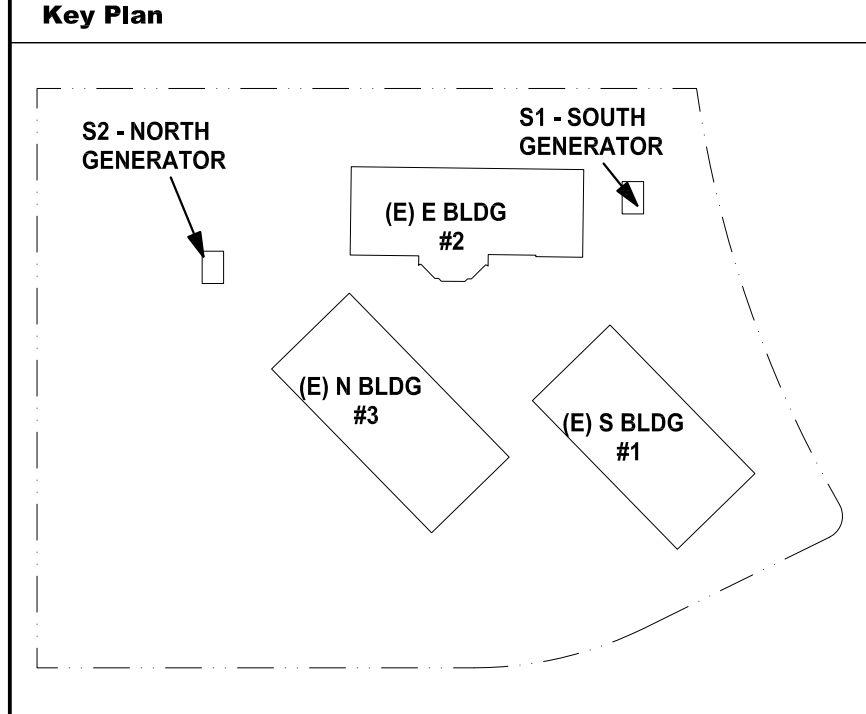 Key Plan
S2 - NORTH
GENERATOR
S1 - SOUTH
GENERATOR
(E) E BLDG
#2
(E) N BLDG
#3
(E) S BLDG
#1